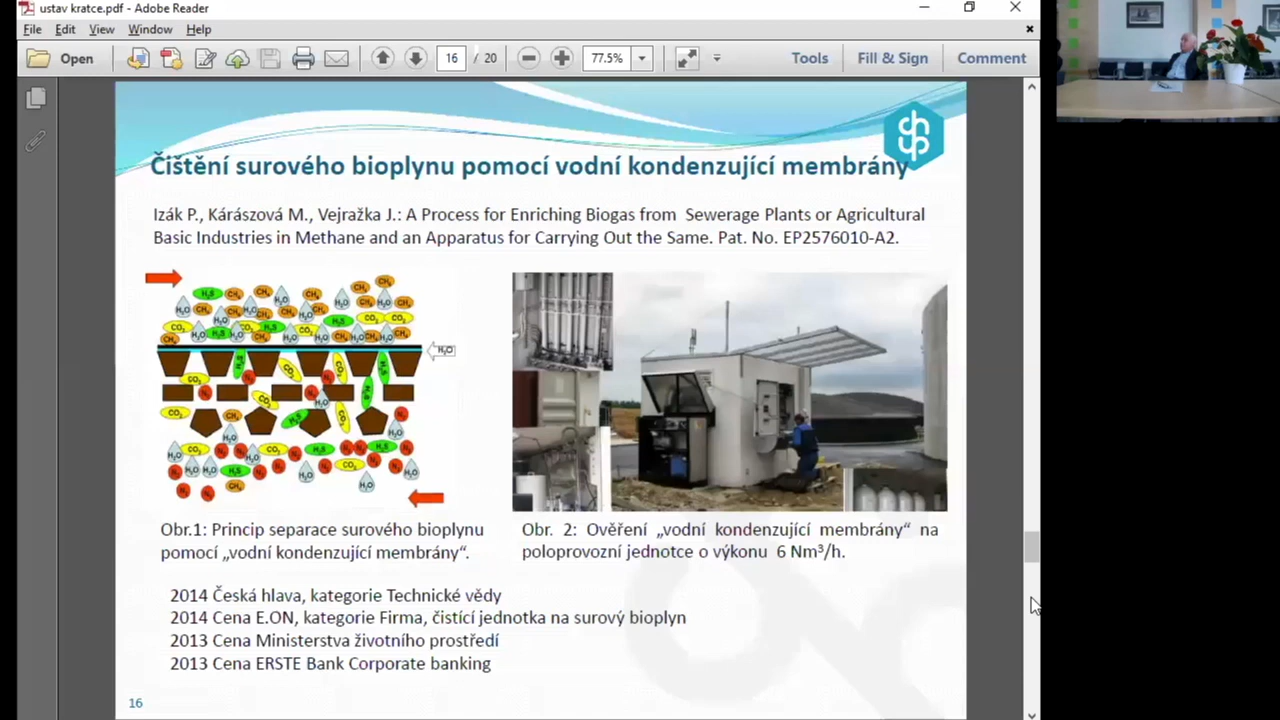 ustav kratce.pdf - Adobe Reader
File Edit View Window Help
Open 16 / 20 77.5% Tools Fill & Sign Comment
Čištění surového bioplynu pomocí vodní kondenzující membrány
Izák P., Kárászová M., Vejražka J.: A Process for Enriching Biogas from Sewerage Plants or Agricultural
Basic Industries in Methane and an Apparatus for Carrying Out the Same. Pat. No. EP2576010-A2.
H₂O
Obr.1: Princip separace surového bioplynu
pomocí „vodní kondenzující membrány“.
Obr. 2: Ověření „vodní kondenzující membrány“ na
poloprovozní jednotce o výkonu 6 Nm³/h.
2014 Česká hlava, kategorie Technické vědy
2014 Cena E.ON, kategorie Firma, čistící jednotka na surový bioplyn
2013 Cena Ministerstva životního prostředí
2013 Cena ERSTE Bank Corporate banking
16